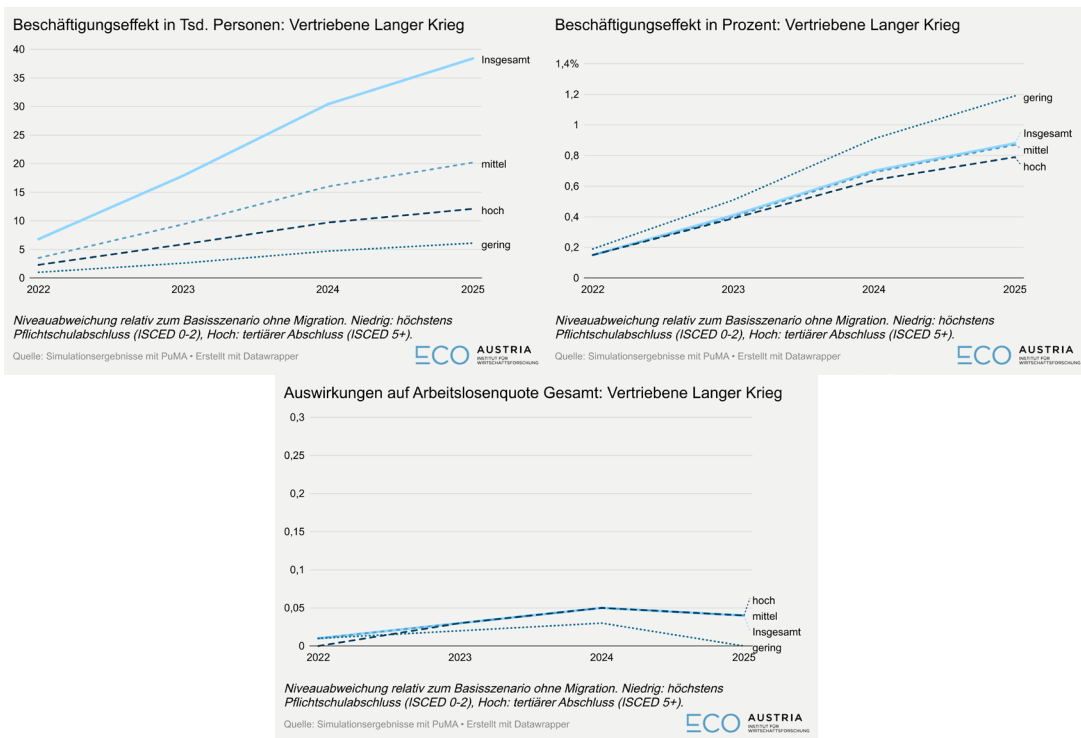 Beschäftigungseffekt in Tsd. Personen: Vertriebene Langer Krieg
40
35
30
25
20
15
10
5
0
Insgesamt
mittel
hoch
gering
2022 2023 2024 2025
Niveauabweichung relativ zum Basisszenario ohne Migration. Niedrig: höchstens
Pflichtschulabschluss (ISCED 0-2), Hoch: tertiärer Abschluss (ISCED 5+).
Quelle: Simulationsergebnisse mit PuMA • Erstellt mit Datawrapper
ECO AUSTRIA
INSTITUT FÜR
WIRTSCHAFTSFORSCHUNG
Beschäftigungseffekt in Prozent: Vertriebene Langer Krieg
1,4%
1,2
1
0,8
0,6
0,4
0,2
0
gering
Insgesamt
mittel
hoch
2022 2023 2024 2025
Niveauabweichung relativ zum Basisszenario ohne Migration. Niedrig: höchstens
Pflichtschulabschluss (ISCED 0-2), Hoch: tertiärer Abschluss (ISCED 5+).
Quelle: Simulationsergebnisse mit PuMA • Erstellt mit Datawrapper
ECO AUSTRIA
INSTITUT FÜR
WIRTSCHAFTSFORSCHUNG
Auswirkungen auf Arbeitslosenquote Gesamt: Vertriebene Langer Krieg
0,3
0,25
0,2
0,15
0,1
0,05
0
hoch
mittel
Insgesamt
gering
2022 2023 2024 2025
Niveauabweichung relativ zum Basisszenario ohne Migration. Niedrig: höchstens
Pflichtschulabschluss (ISCED 0-2), Hoch: tertiärer Abschluss (ISCED 5+).
Quelle: Simulationsergebnisse mit PuMA • Erstellt mit Datawrapper
ECO AUSTRIA
INSTITUT FÜR
WIRTSCHAFTSFORSCHUNG